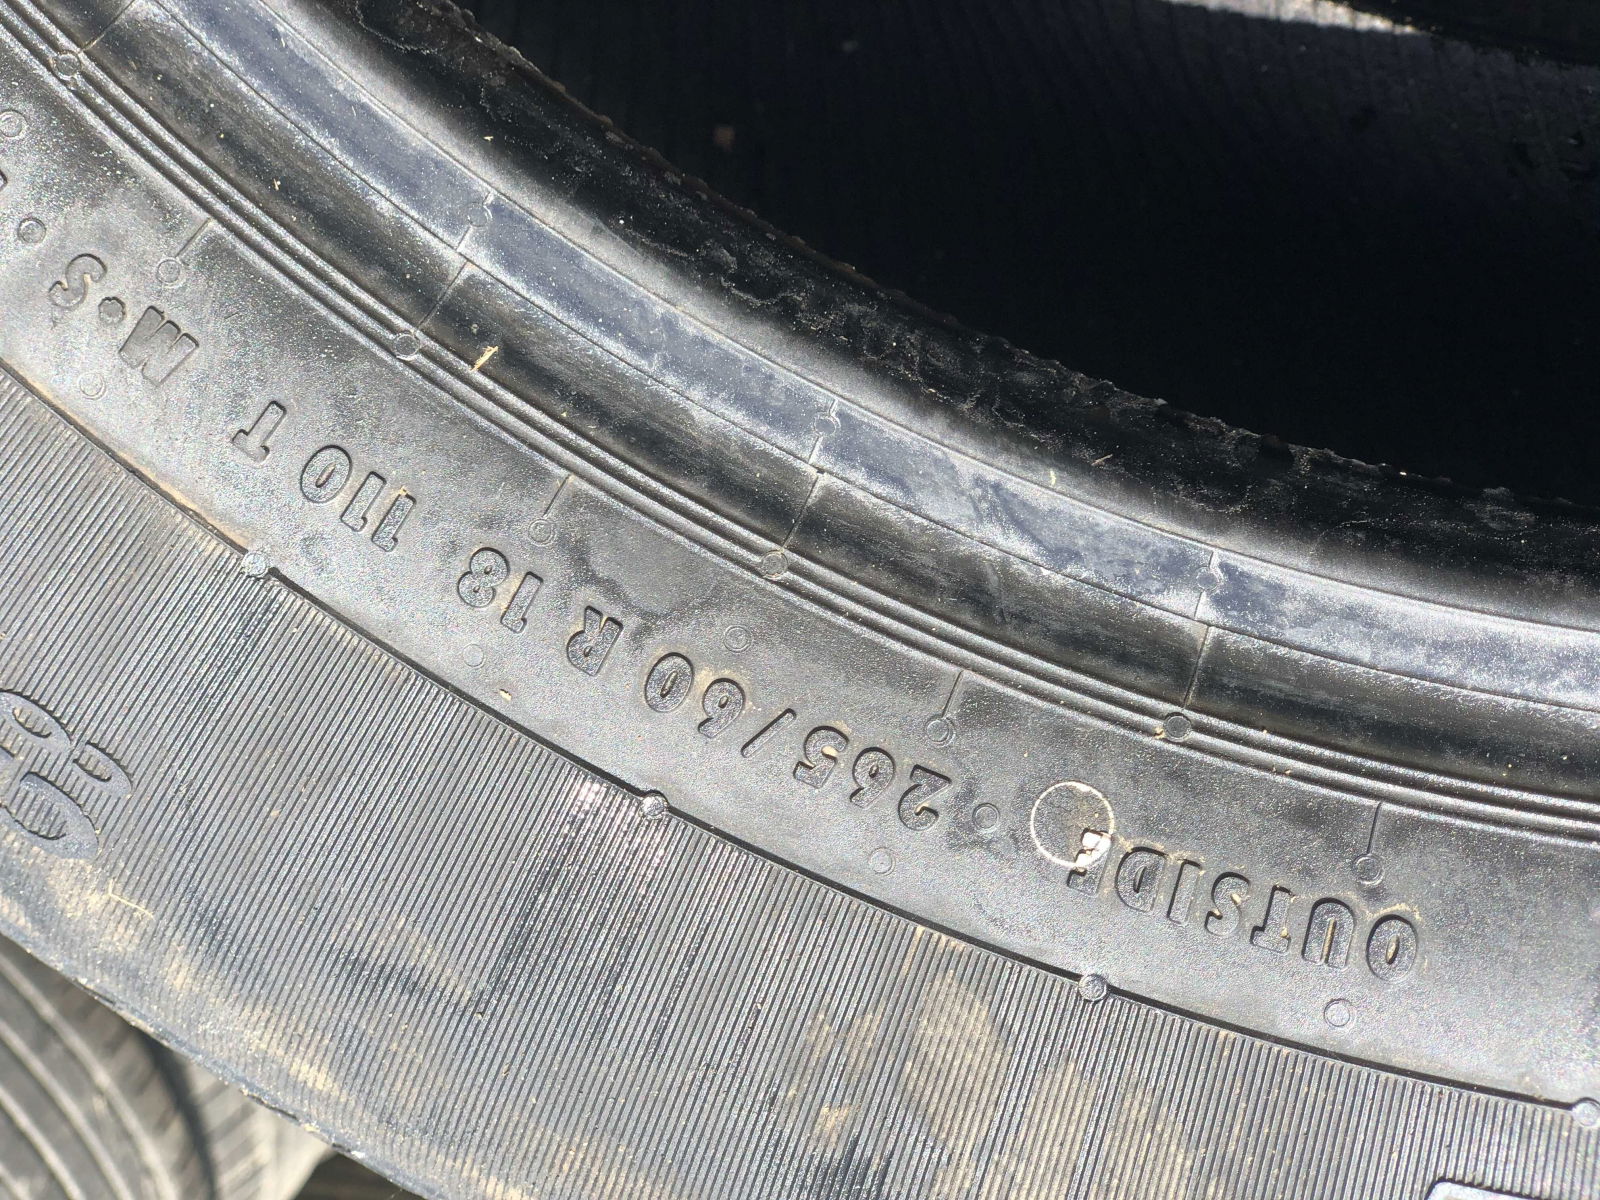 OUTSIDE • 265/60 R 18 110 T M•S